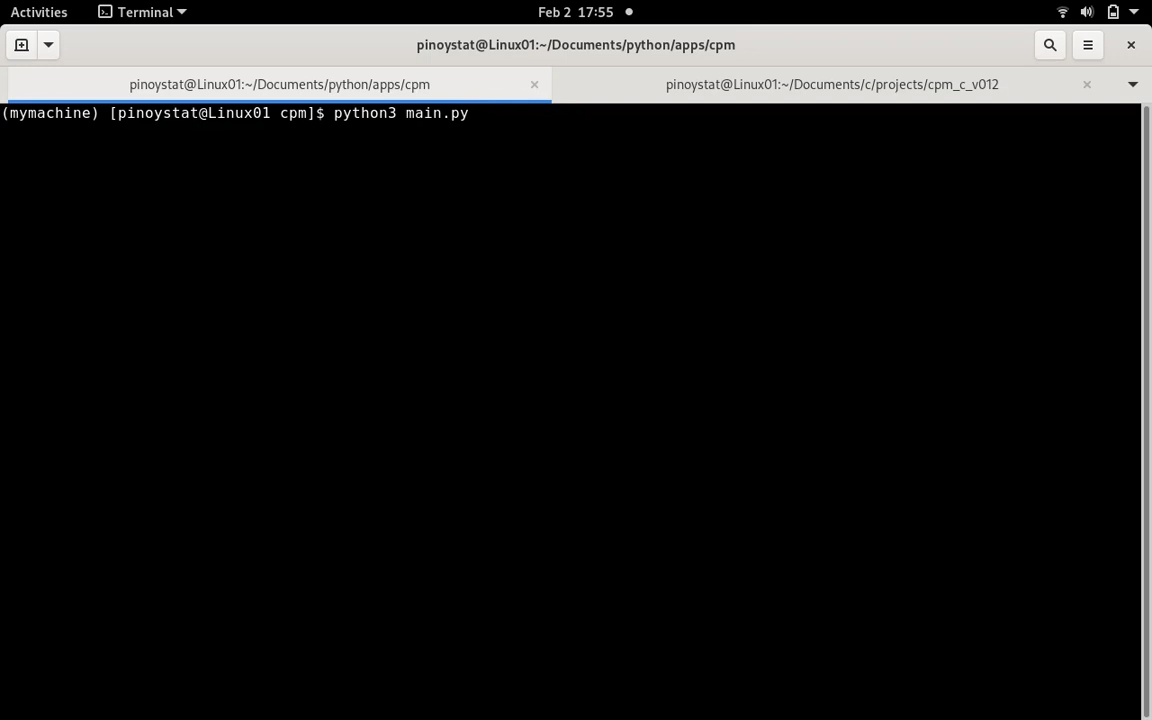 Activities Terminal Feb 2 17:55
pinoystat@Linux01:~/Documents/python/apps/cpm
pinoystat@Linux01:~/Documents/python/apps/cpm pinoystat@Linux01:~/Documents/c/projects/cpm_c_v012
(mymachine) [pinoystat@Linux01 cpm]$ python3 main.py